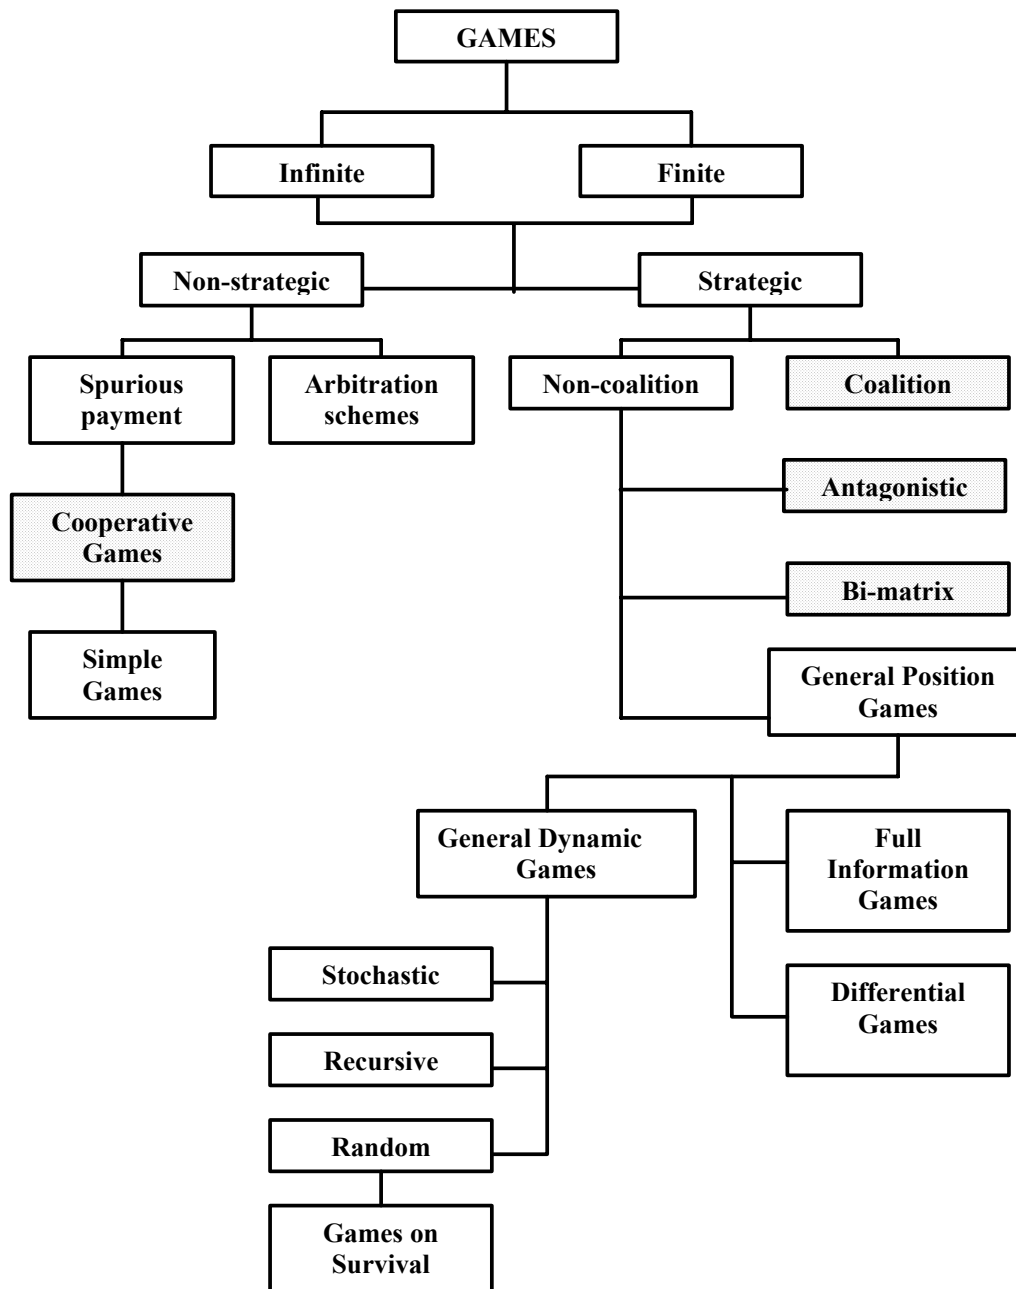 GAMES
Infinite
Finite
Non-strategic
Strategic
Spurious
payment
Arbitration
schemes
Non-coalition
Coalition
Antagonistic
Cooperative
Games
Bi-matrix
Simple
Games
General Position
Games
General Dynamic
Games
Full
Information
Games
Stochastic
Differential
Games
Recursive
Random
Games on
Survival